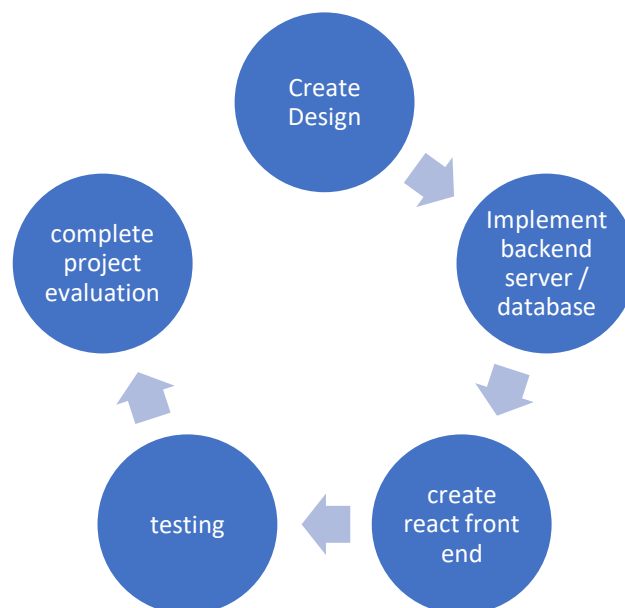 Create
Design
Implement
backend
server /
database
create
react front
end
testing
complete
project
evaluation